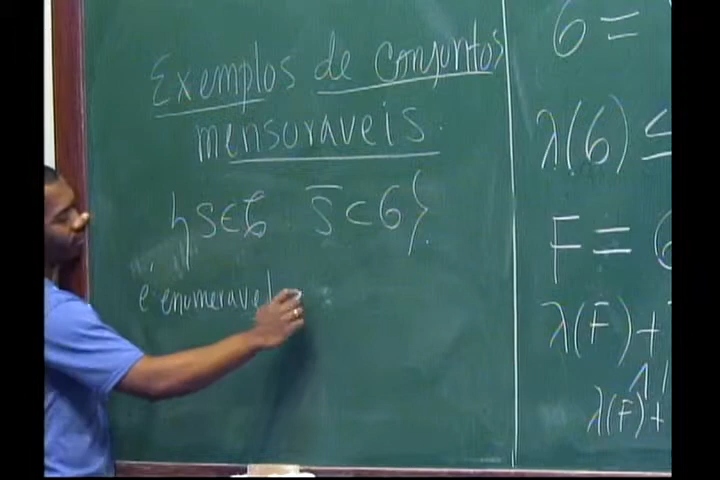 Exemplos de conjuntos
mensuraveis.
{S∈ζ S̅⊂G}
é enumeravel
G =
λ(G) ≤
F = G
λ(F) +
λ(F) +